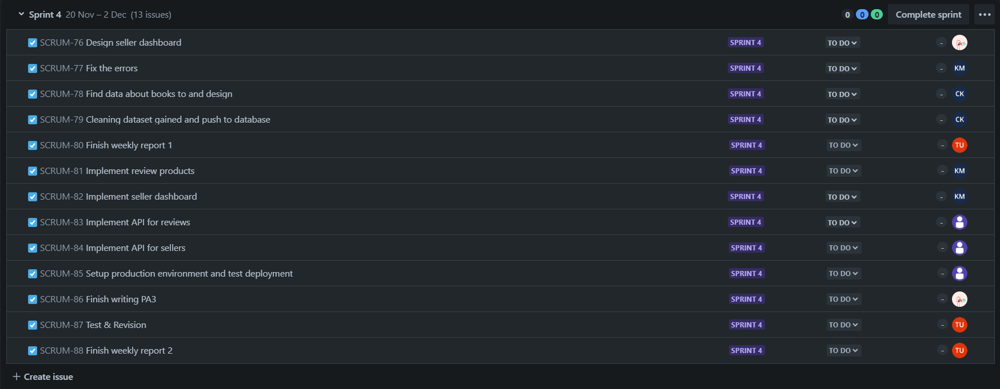 Sprint 4 20 Nov – 2 Dec (13 issues) 0 0 0 Complete sprint
SCRUM-76 Design seller dashboard SPRINT 4 TO DO -
SCRUM-77 Fix the errors SPRINT 4 TO DO - KM
SCRUM-78 Find data about books to and design SPRINT 4 TO DO - CK
SCRUM-79 Cleaning dataset gained and push to database SPRINT 4 TO DO - CK
SCRUM-80 Finish weekly report 1 SPRINT 4 TO DO - TU
SCRUM-81 Implement review products SPRINT 4 TO DO - KM
SCRUM-82 Implement seller dashboard SPRINT 4 TO DO - KM
SCRUM-83 Implement API for reviews SPRINT 4 TO DO -
SCRUM-84 Implement API for sellers SPRINT 4 TO DO -
SCRUM-85 Setup production environment and test deployment SPRINT 4 TO DO -
SCRUM-86 Finish writing PA3 SPRINT 4 TO DO -
SCRUM-87 Test & Revision SPRINT 4 TO DO - TU
SCRUM-88 Finish weekly report 2 SPRINT 4 TO DO - TU
+ Create issue